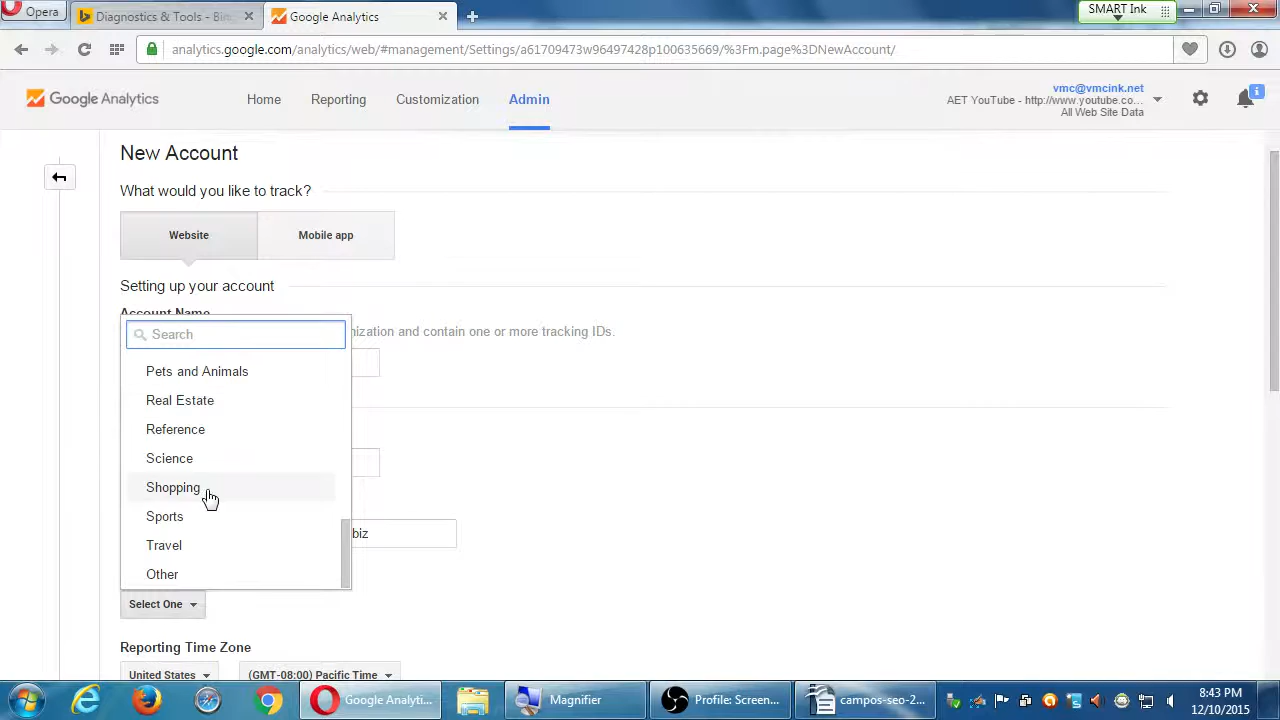 Opera
Diagnostics & Tools - Bin
Google Analytics
SMART Ink
analytics.google.com/analytics/web/#management/Settings/a61709473w96497428p100635669/%3Fm.page%3DNewAccount/
Google Analytics
Home
Reporting
Customization
Admin
vmc@vmcink.net
AET YouTube - http://www.youtube.co...
All Web Site Data
New Account
What would you like to track?
Website
Mobile app
Setting up your account
Account Name
Search
nization and contain one or more tracking IDs.
Pets and Animals
Real Estate
Reference
Science
Shopping
Sports
Travel
biz
Other
Select One
Reporting Time Zone
United States
(GMT-08:00) Pacific Time
Google Analyti...
Magnifier
Profile: Screen...
campos-seo-2...
8:43 PM
12/10/2015